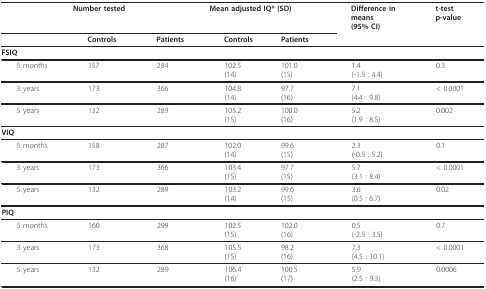 Number tested Mean adjusted IQ* (SD) Difference in means (95% CI) t-test p-value
Controls Patients Controls Patients
FSIQ
5 months 157 284 102.5 (14) 101.0 (15) 1.4 (-1.5 : 4.4) 0.3
3 years 173 366 104.8 (14) 97.7 (16) 7.1 (4.4 : 9.8) < 0.0001
5 years 132 289 105.2 (15) 100.0 (16) 5.2 (1.9 : 8.5) 0.002
VIQ
5 months 158 287 102.0 (14) 99.6 (15) 2.3 (-0.5 : 5.2) 0.1
3 years 173 366 103.4 (15) 97.7 (15) 5.7 (3.1 : 8.4) < 0.0001
5 years 132 289 103.2 (14) 99.6 (15) 3.6 (0.5 : 6.7) 0.02
PIQ
5 months 160 299 102.5 (15) 102.0 (16) 0.5 (-2.5 : 3.5) 0.7
3 years 173 368 105.5 (15) 98.2 (16) 7.3 (4.5 : 10.1) < 0.0001
5 years 132 289 106.4 (16) 100.5 (17) 5.9 (2.5 : 9.3) 0.0006